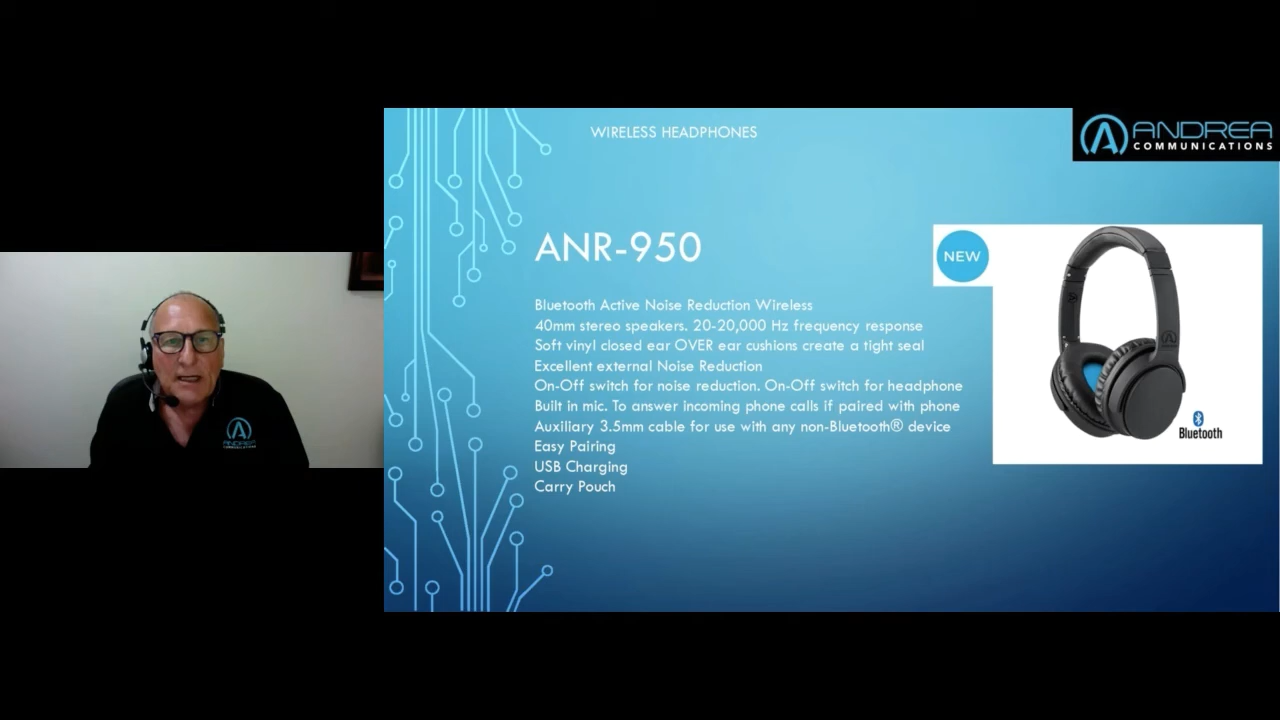 WIRELESS HEADPHONES
ANDREA
COMMUNICATIONS
ANR-950
NEW
Bluetooth Active Noise Reduction Wireless
40mm stereo speakers. 20-20,000 Hz frequency response
Soft vinyl closed ear OVER ear cushions create a tight seal
Excellent external Noise Reduction
On-Off switch for noise reduction. On-Off switch for headphone
Built in mic. To answer incoming phone calls if paired with phone
Auxiliary 3.5mm cable for use with any non-Bluetooth® device
Easy Pairing
USB Charging
Carry Pouch
Bluetooth
ANDREA
COMMUNICATIONS